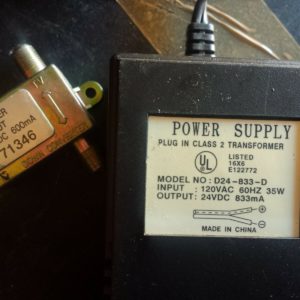 600mA
71346
POWER SUPPLY
PLUG IN CLASS 2 TRANSFORMER
UL
LISTED
16X6
E122772
MODEL NO : D24-833-D
INPUT : 120VAC 60HZ 35W
OUTPUT: 24VDC 833mA
+
-
MADE IN CHINA